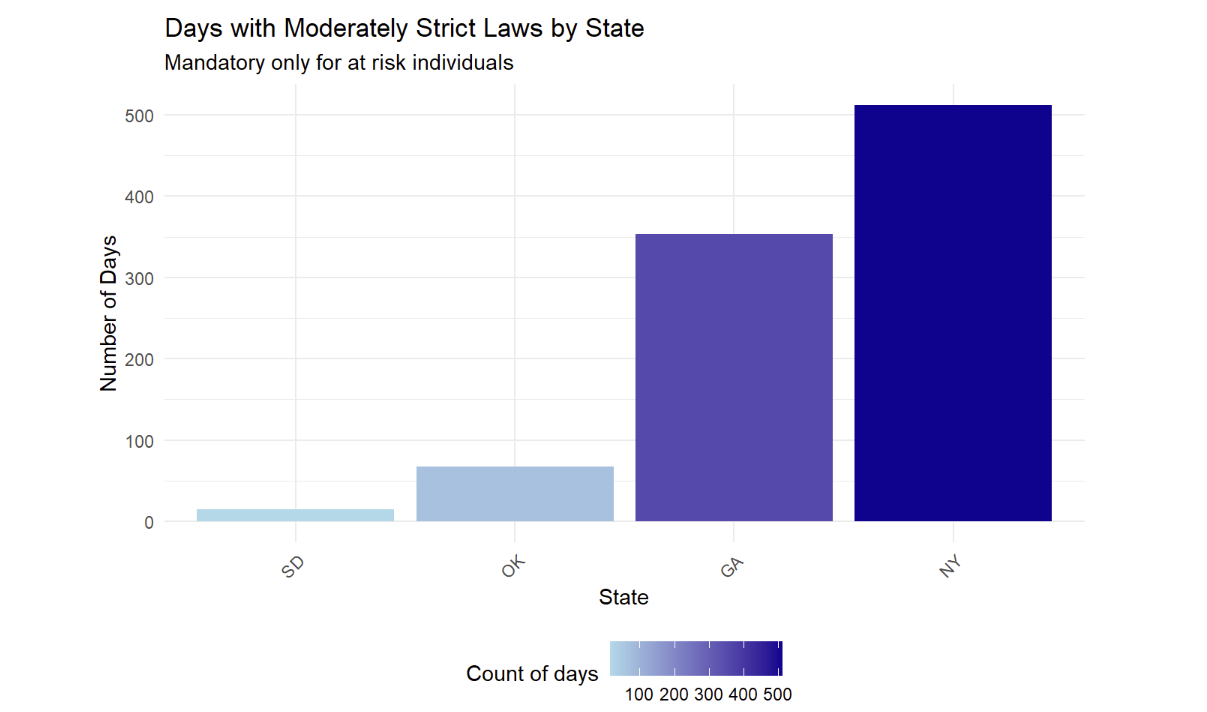 Days with Moderately Strict Laws by State
Mandatory only for at risk individuals
Number of Days
500
400
300
200
100
0
SD OK GA NY
State
Count of days
100 200 300 400 500